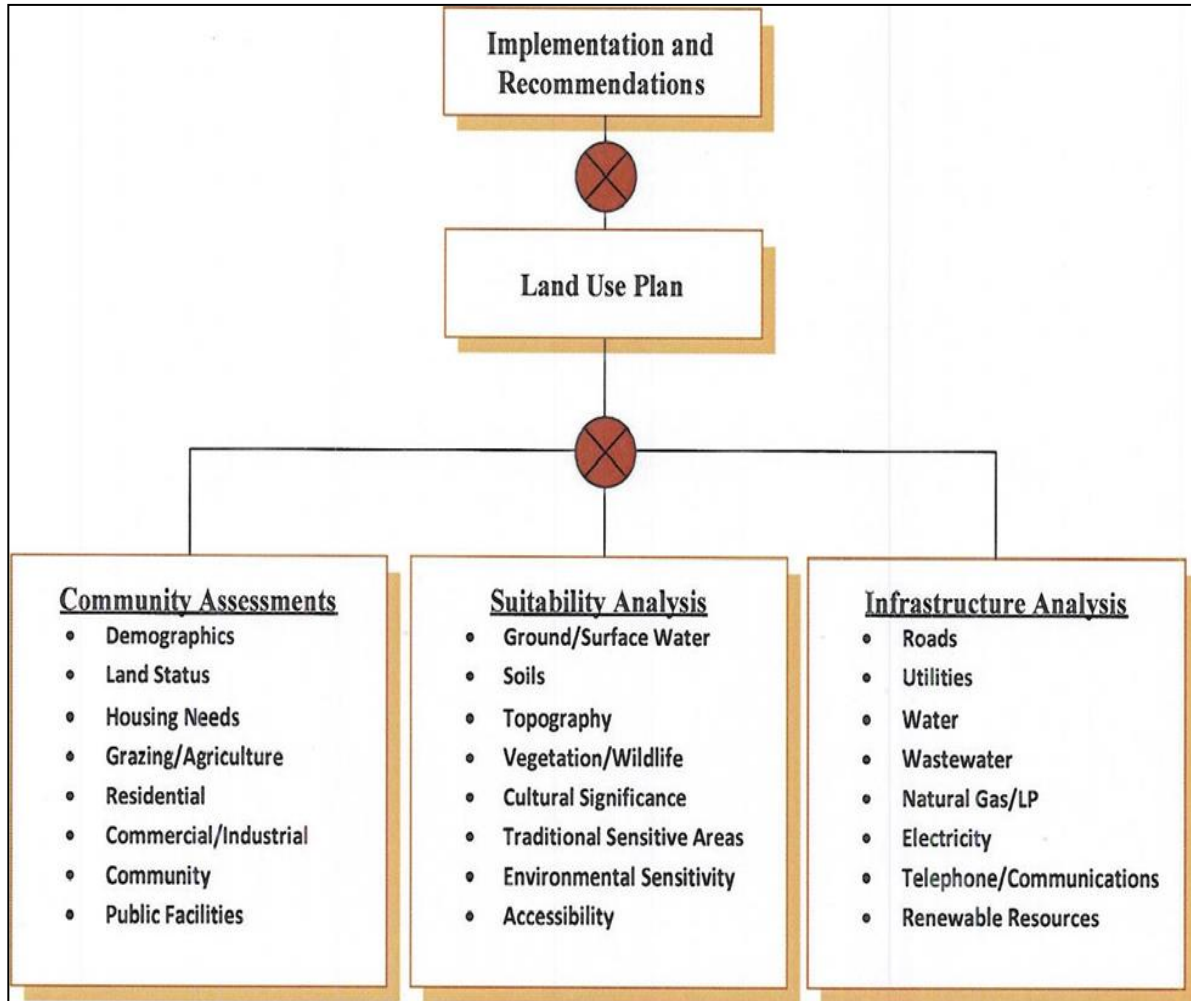 Implementation and
Recommendations
Land Use Plan
Community Assessments
• Demographics
• Land Status
• Housing Needs
• Grazing/Agriculture
• Residential
• Commercial/Industrial
• Community
• Public Facilities
Suitability Analysis
• Ground/Surface Water
• Soils
• Topography
• Vegetation/Wildlife
• Cultural Significance
• Traditional Sensitive Areas
• Environmental Sensitivity
• Accessibility
Infrastructure Analysis
• Roads
• Utilities
• Water
• Wastewater
• Natural Gas/LP
• Electricity
• Telephone/Communications
• Renewable Resources